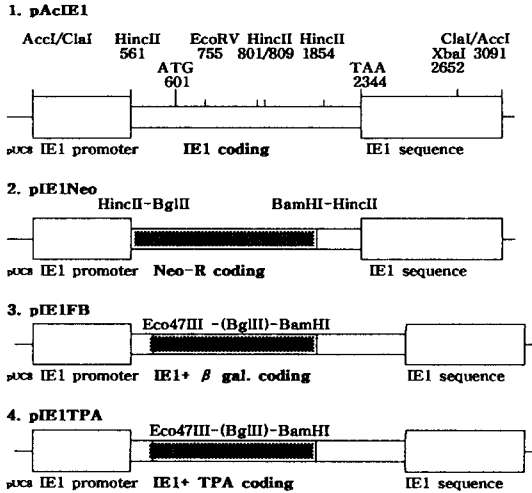 1. pAcIE1
AccI/ClaI HincII EcoRV HincII HincII ClaI/AccI
561 755 801/809 1854 XbaI 3091
ATG TAA 2652
601 2344
pUC8 IE1 promoter IE1 coding IE1 sequence
2. pIE1Neo
HincII-BglII BamHI-HincII
pUC8 IE1 promoter Neo-R coding IE1 sequence
3. pIE1FB
Eco47III -(BglII)-BamHI
pUC8 IE1 promoter IE1+ β gal. coding IE1 sequence
4. pIE1TPA
Eco47III-(BglII)-BamHI
pUC8 IE1 promoter IE1+ TPA coding IE1 sequence